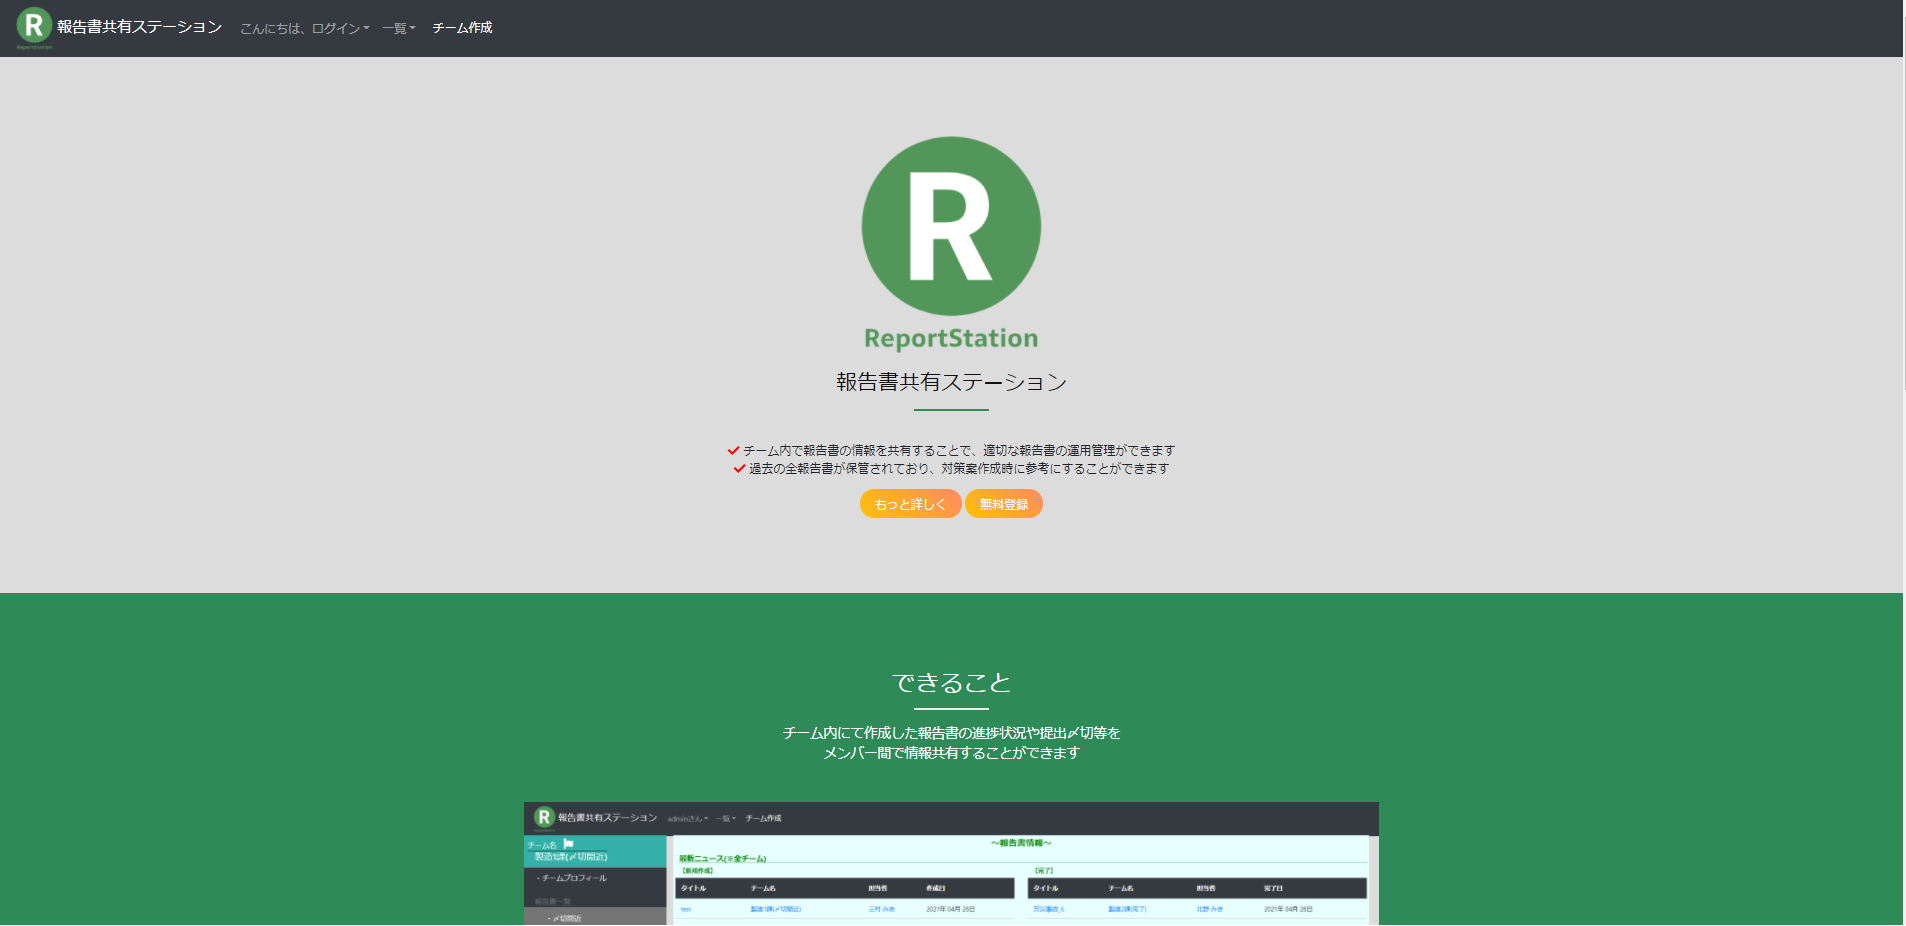 R
ReportStation
報告書共有ステーション
こんにちは、ログイン
一覧
チーム作成
R
ReportStation
報告書共有ステーション
チーム内で報告書の情報を共有することで、適切な報告書の運用管理ができます
過去の全報告書が保管されており、対策案作成時に参考にすることができます
もっと詳しく
無料登録
できること
チーム内にて作成した報告書の進捗状況や提出〆切等を
メンバー間で情報共有することができます
R
報告書共有ステーション
adminさん
一覧
チーム作成
チーム名
製造1課(〆切間近)
・チームプロフィール
報告書一覧
・〆切間近
～報告書情報～
最新ニュース(※全チーム)
【新規作成】
タイトル チーム名 担当者 作成日
test 製造1課(〆切間近) 三村 みあ 2021年 04月 28日
【完了】
タイトル チーム名 担当者 完了日
労災事故_6 製造2課(完了) 北野 みき 2021年 04月 28日